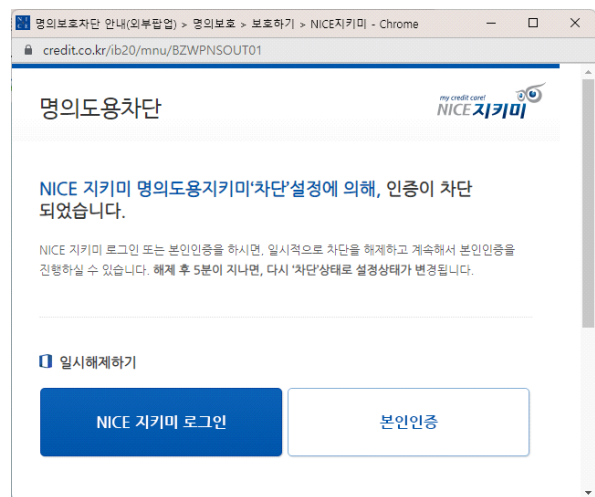 명의보호차단 안내(외부팝업) > 명의보호 > 보호하기 > NICE지키미 - Chrome
credit.co.kr/ib20/mnu/BZWPNSOUT01
명의도용차단
my credit care!
NICE 지키미
NICE 지키미 명의도용지키미‘차단’설정에 의해, 인증이 차단
되었습니다.
NICE 지키미 로그인 또는 본인인증을 하시면, 일시적으로 차단을 해제하고 계속해서 본인인증을
진행하실 수 있습니다. 해제 후 5분이 지나면, 다시 ‘차단’상태로 설정상태가 변경됩니다.
일시해제하기
NICE 지키미 로그인
본인인증